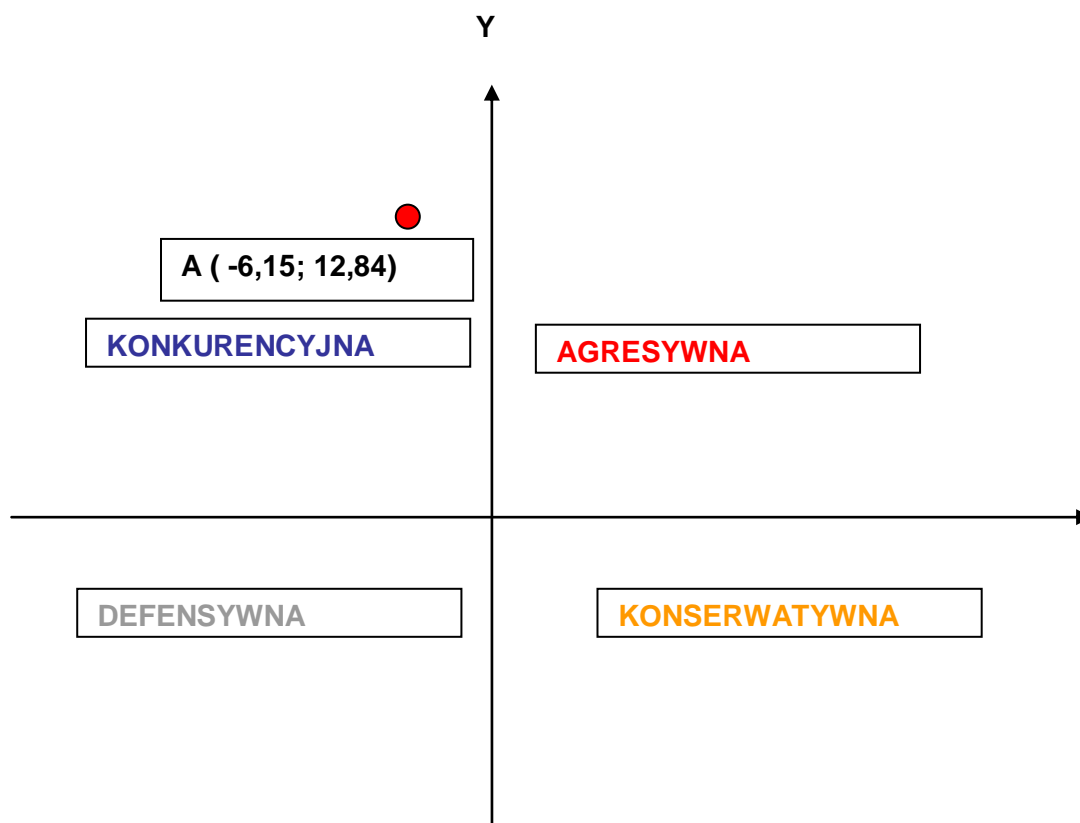 Y
A ( -6,15; 12,84)
KONKURENCYJNA
AGRESYWNA
DEFENSYWNA
KONSERWATYWNA